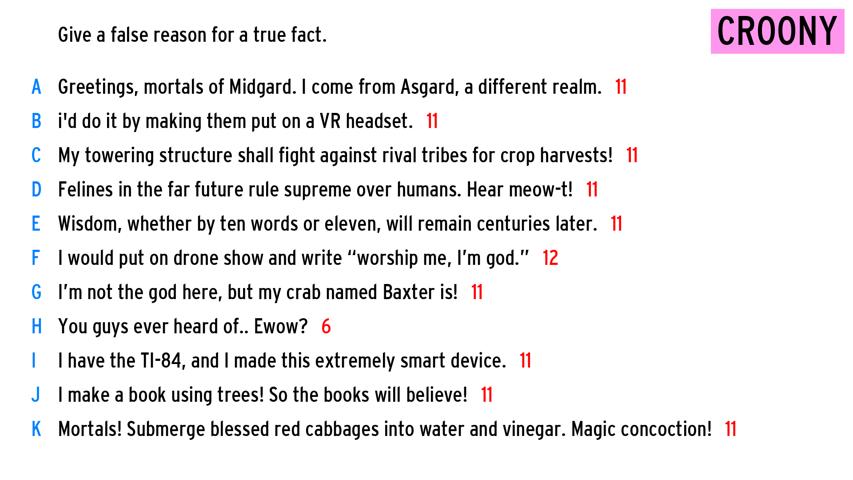 Give a false reason for a true fact.
CROONY
A Greetings, mortals of Midgard. I come from Asgard, a different realm. 11
B i'd do it by making them put on a VR headset. 11
C My towering structure shall fight against rival tribes for crop harvests! 11
D Felines in the far future rule supreme over humans. Hear meow-t! 11
E Wisdom, whether by ten words or eleven, will remain centuries later. 11
F I would put on drone show and write “worship me, I’m god.” 12
G I’m not the god here, but my crab named Baxter is! 11
H You guys ever heard of.. Ewow? 6
I I have the TI-84, and I made this extremely smart device. 11
J I make a book using trees! So the books will believe! 11
K Mortals! Submerge blessed red cabbages into water and vinegar. Magic concoction! 11